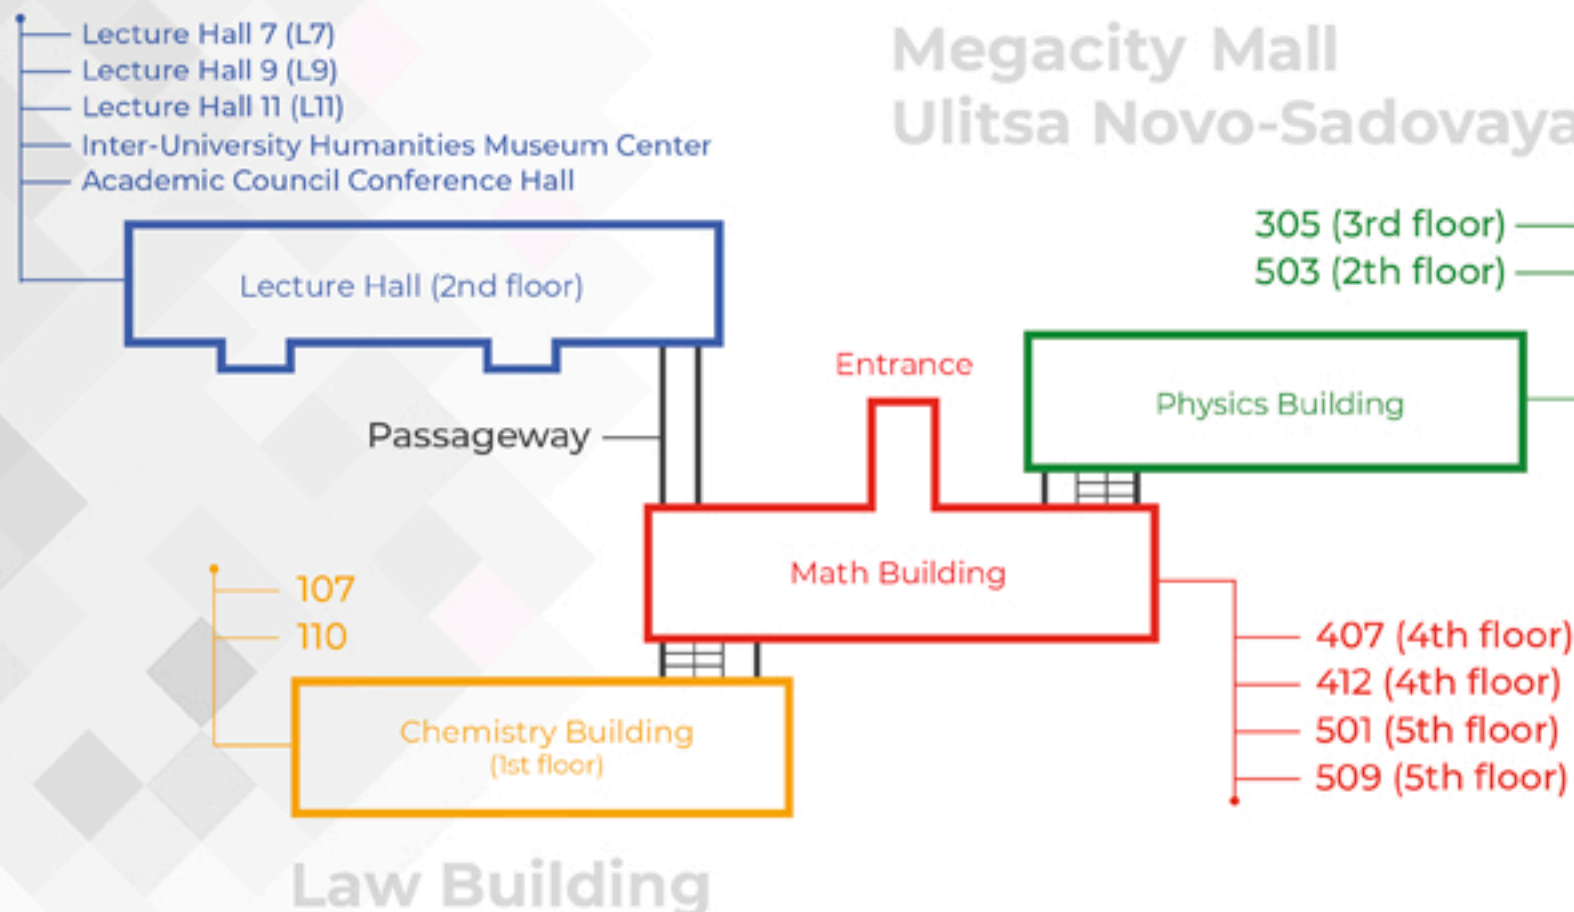 Lecture Hall 7 (L7)
Lecture Hall 9 (L9)
Lecture Hall 11 (L11)
Inter-University Humanities Museum Center
Academic Council Conference Hall
Megacity Mall
Ulitsa Novo-Sadovaya
305 (3rd floor)
503 (2th floor)
Lecture Hall (2nd floor)
Entrance
Physics Building
Passageway
Math Building
107
110
407 (4th floor)
412 (4th floor)
501 (5th floor)
509 (5th floor)
Chemistry Building
(1st floor)
Law Building